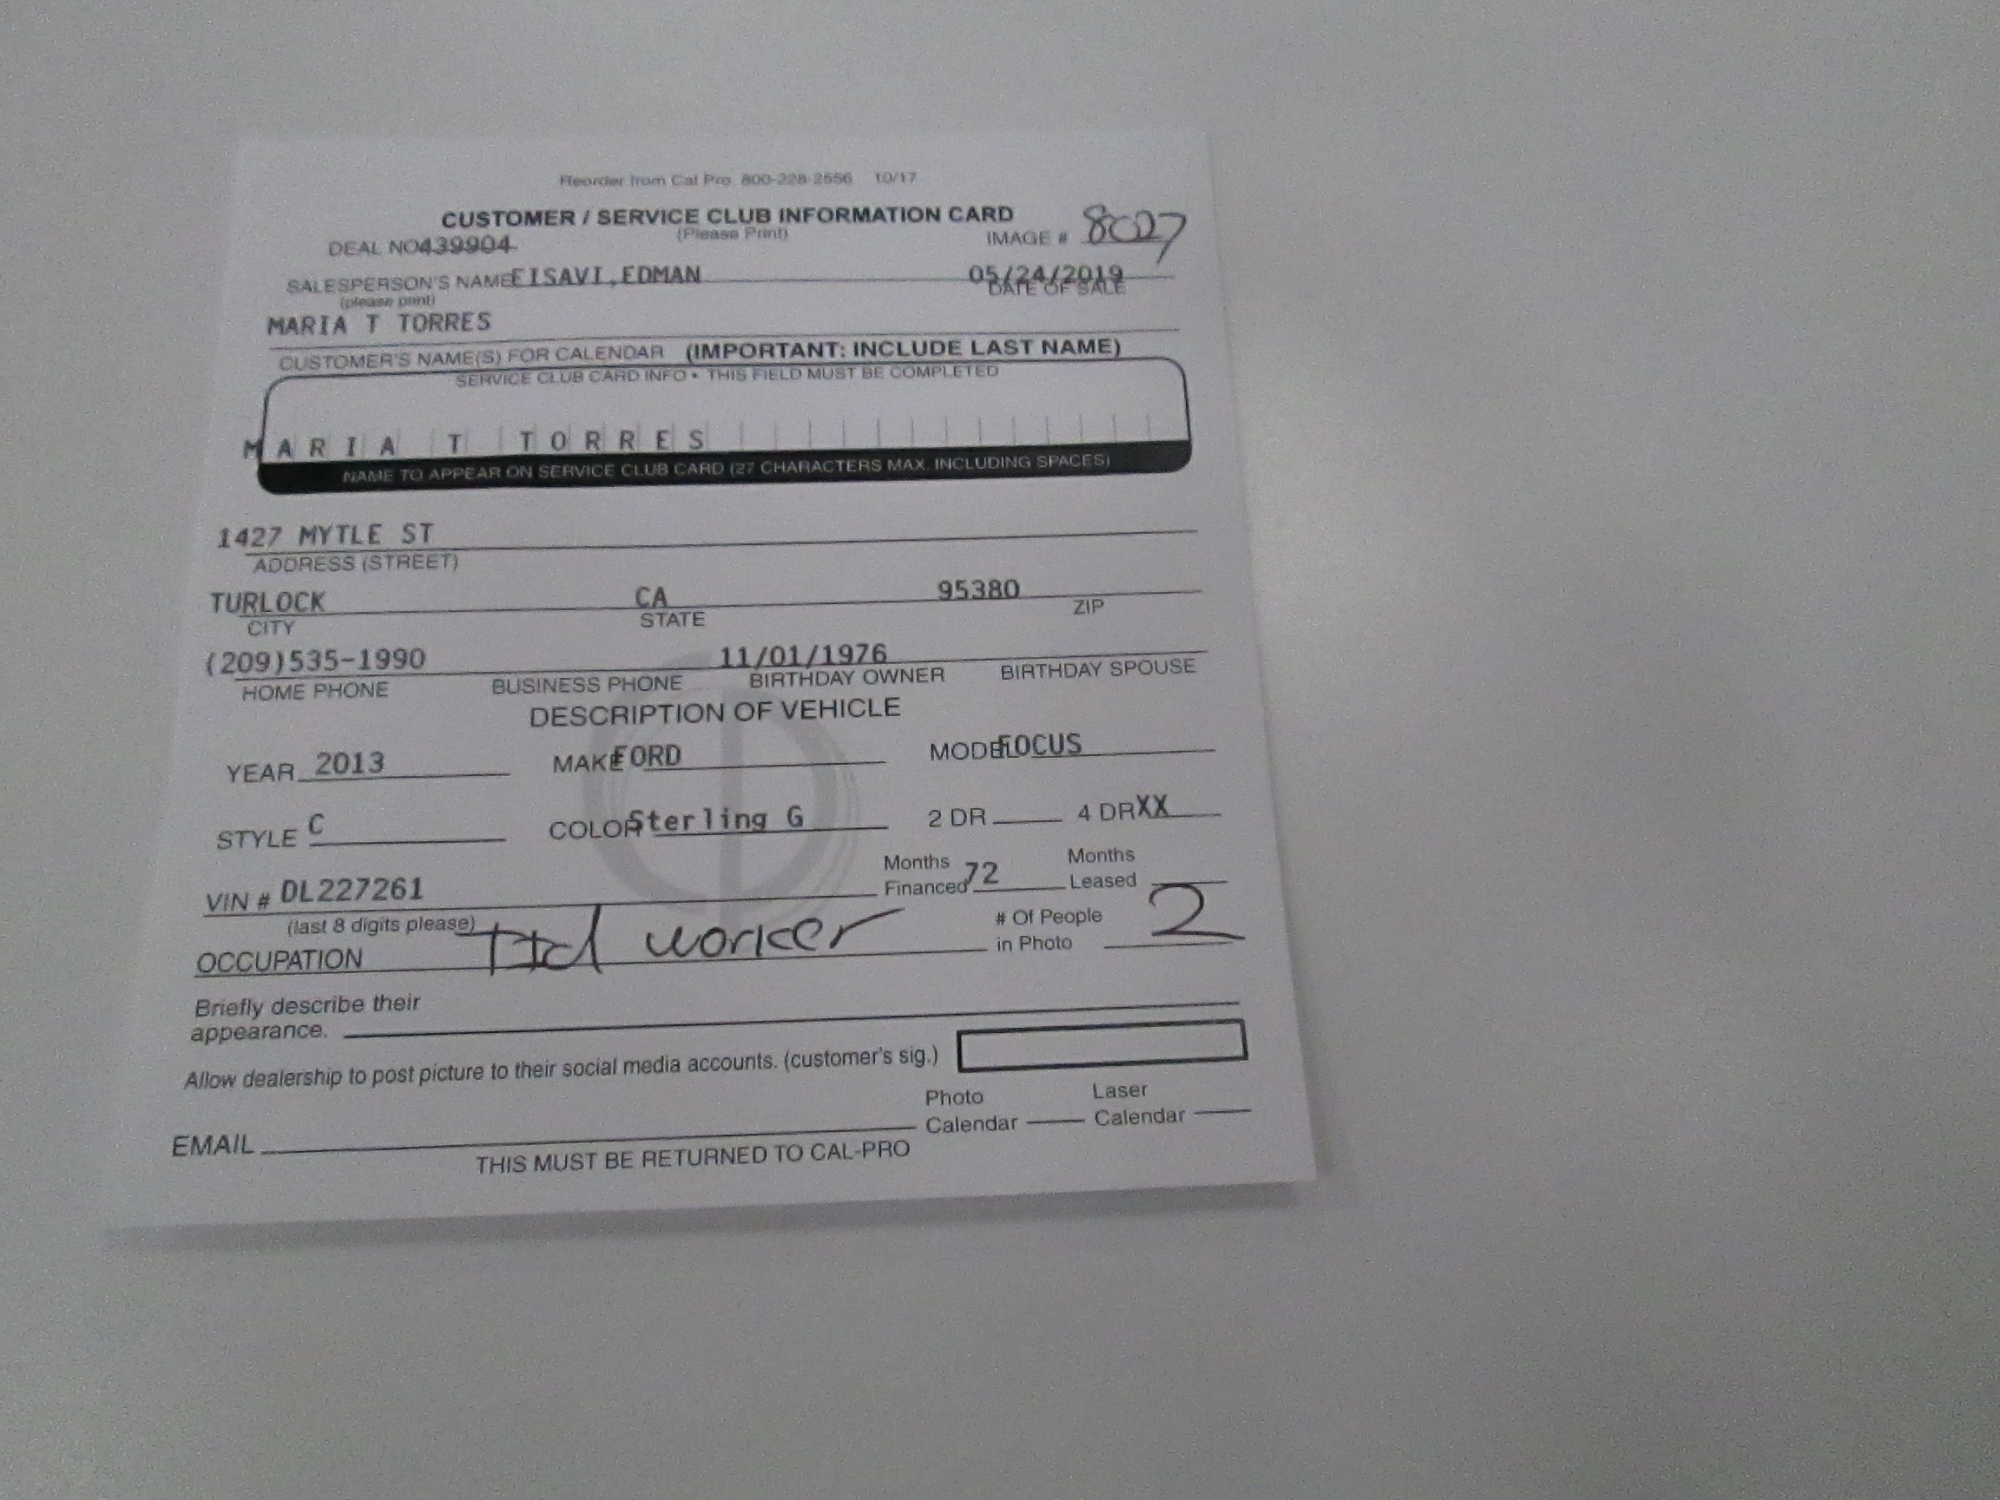 Reorder from Cal Pro 800-228-2556 10/17
CUSTOMER / SERVICE CLUB INFORMATION CARD
(Please Print)
DEAL NO 439904 IMAGE # 8027
SALESPERSON'S NAME EISAVI,EDMAN 05/24/2019
(please print) DATE OF SALE
MARIA T TORRES
CUSTOMER'S NAME(S) FOR CALENDAR (IMPORTANT: INCLUDE LAST NAME)
SERVICE CLUB CARD INFO • THIS FIELD MUST BE COMPLETED
MARIA T TORRES
NAME TO APPEAR ON SERVICE CLUB CARD (27 CHARACTERS MAX. INCLUDING SPACES)
1427 MYTLE ST
ADDRESS (STREET)
TURLOCK CA 95380
CITY STATE ZIP
(209)535-1990 11/01/1976
HOME PHONE BUSINESS PHONE BIRTHDAY OWNER BIRTHDAY SPOUSE
DESCRIPTION OF VEHICLE
YEAR 2013 MAKE FORD MODEL FOCUS
STYLE C COLOR Sterling G 2 DR 4 DR XX
Months Months
VIN # DL227261 Financed 72 Leased
(last 8 digits please) # Of People
OCCUPATION worker in Photo 2
Briefly describe their
appearance.
Allow dealership to post picture to their social media accounts. (customer's sig.)
Photo Laser
EMAIL Calendar Calendar
THIS MUST BE RETURNED TO CAL-PRO